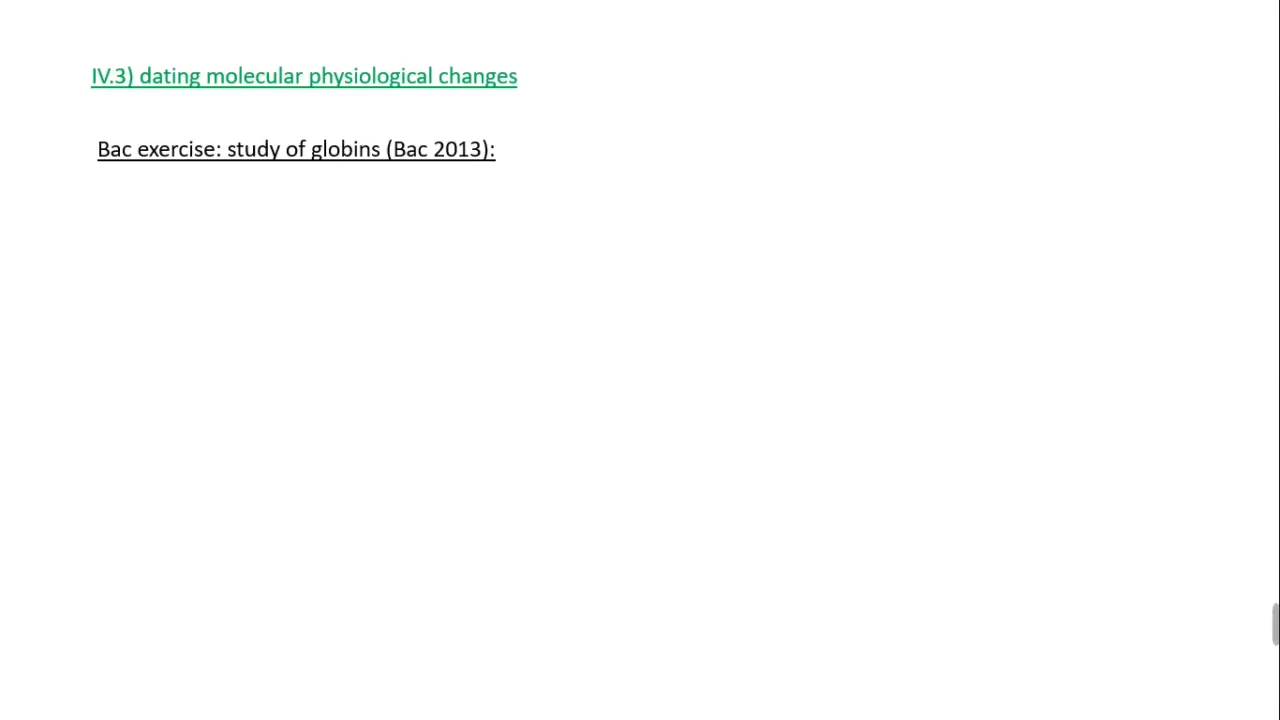 IV.3) dating molecular physiological changes
Bac exercise: study of globins (Bac 2013):